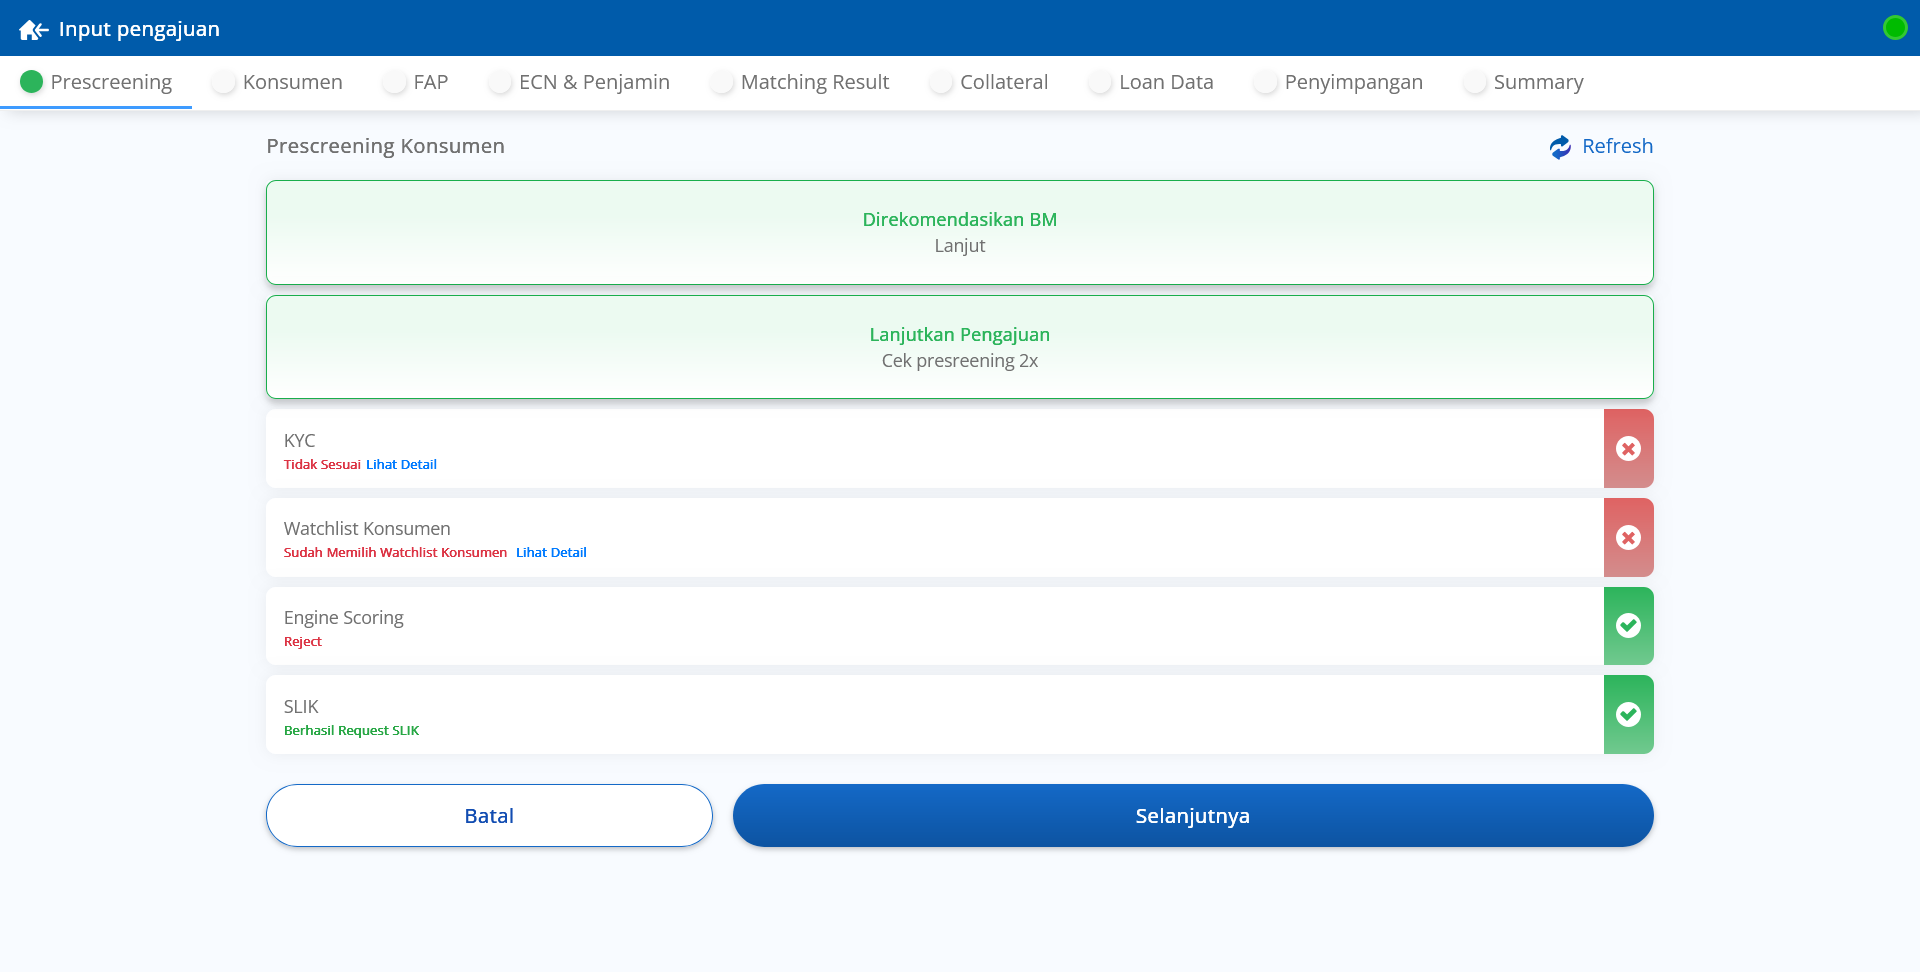 Input pengajuan
Prescreening Konsumen FAP ECN & Penjamin Matching Result Collateral Loan Data Penyimpangan Summary
Prescreening Konsumen
Refresh
Direkomendasikan BM
Lanjut
Lanjutkan Pengajuan
Cek presreening 2x
KYC
Tidak Sesuai Lihat Detail
Watchlist Konsumen
Sudah Memilih Watchlist Konsumen Lihat Detail
Engine Scoring
Reject
SLIK
Berhasil Request SLIK
Batal
Selanjutnya